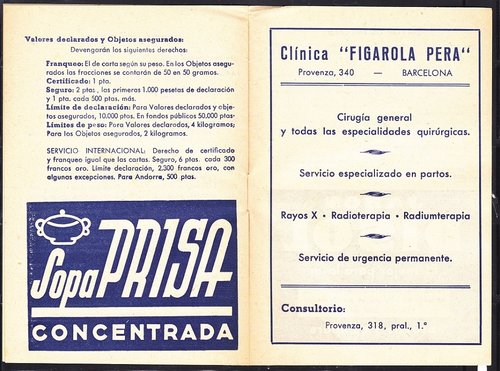 Valores declarados y Objetos asegurados:
Devengarán los siguientes derechos:
Franqueo: El de carta según su peso. En los Objetos asegu-
rados las fracciones se contarán de 50 en 50 gramos.
Certificado: 1 pta.
Seguro: 2 ptas., las primeras 1.000 pesetas de declaración
y 1 pta. cada 500 ptas. más.
Límite de declaración: Para Valores declarados y obje-
tos asegurados, 10.000 ptas. En fondos públicos 50.000 ptas.
Límites de peso: Para Valores declarados, 4 kilogramos;
Para los Objetos asegurados, 2 kilogramos.
SERVICIO INTERNACIONAL: Derecho de certificado
y franqueo igual que las cartas. Seguro, 6 ptas. cada 300
francos oro. Límite declaración, 2.300 francos oro, con
algunas excepciones. Para Andorra, 500 ptas.
Sopa PRISA
CONCENTRADA
Clínica "FIGAROLA PERA"
Provenza, 340 — BARCELONA
Cirugía general
y todas las especialidades quirúrgicas.
Servicio especializado en partos.
Rayos X · Radioterapia · Radiumterapia
Servicio de urgencia permanente.
Consultorio:
Provenza, 318, pral., 1.°